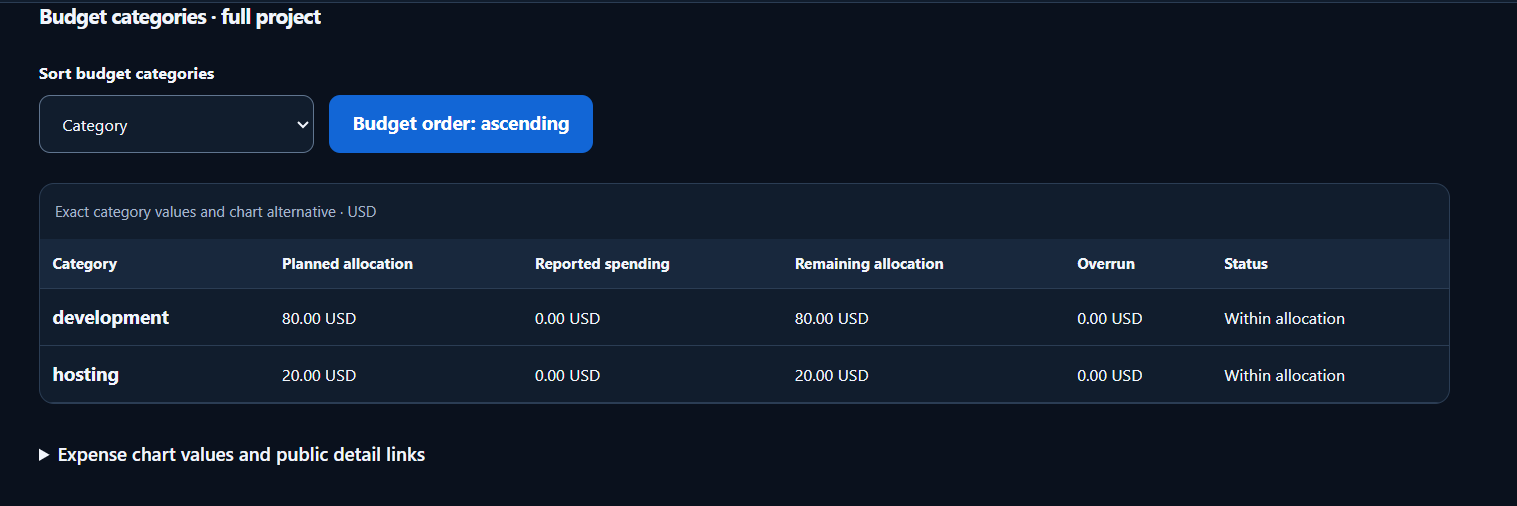 Budget categories · full project
Sort budget categories
Category
Budget order: ascending
Exact category values and chart alternative · USD
Category Planned allocation Reported spending Remaining allocation Overrun Status
development 80.00 USD 0.00 USD 80.00 USD 0.00 USD Within allocation
hosting 20.00 USD 0.00 USD 20.00 USD 0.00 USD Within allocation
Expense chart values and public detail links